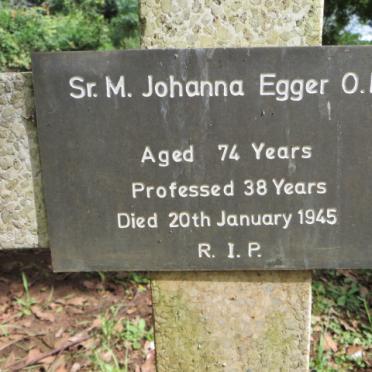 Sr. M. Johanna Egger O.
Aged 74 Years
Professed 38 Years
Died 20th January 1945
R. I. P.